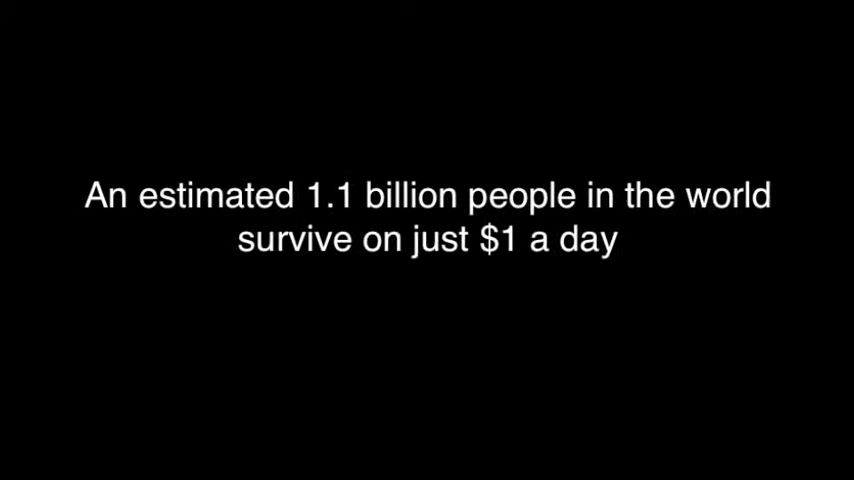 An estimated 1.1 billion people in the world
survive on just $1 a day